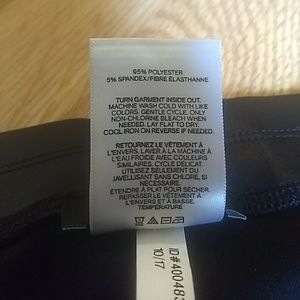 95% POLYESTER
5% SPANDEX/FIBRE ÉLASTHANNE
TURN GARMENT INSIDE OUT.
MACHINE WASH COLD WITH LIKE
COLORS. GENTLE CYCLE. ONLY
NON-CHLORINE BLEACH WHEN
NEEDED. LAY FLAT TO DRY.
COOL IRON ON REVERSE IF NEEDED.
RETOURNEZ LE VÊTEMENT À
L'ENVERS, LAVER À LA MACHINE À
L'EAU FROIDE AVEC COULEURS
SIMILAIRES. CYCLE DÉLICAT.
UTILISEZ SEULEMENT DU
JAVELLISANT SANS CHLORE SI
NÉCESSAIRE.
ÉTENDRE À PLAT POUR SÉCHER.
REPASSER LE VÊTEMENT À
L'ENVERS ET A BASSE
TEMPÉRATURE
ID#40048
10/17